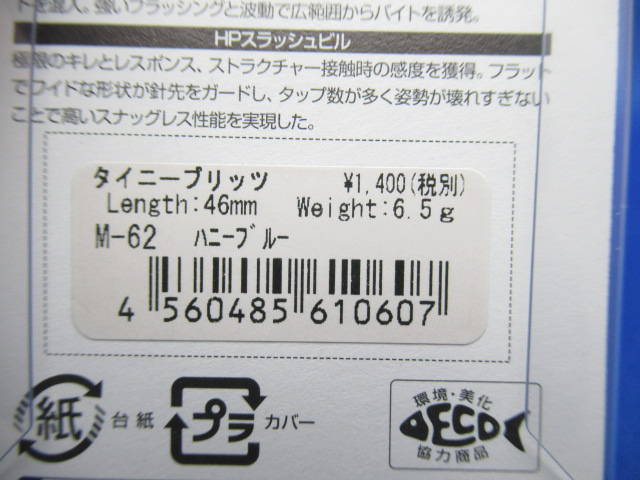 を混入。強いフラッシングと波動で広範囲からバイトを誘発。
HPスラッシュビル
極限のキレとレスポンス、ストラクチャー接触時の感度を獲得。フラット
でワイドな形状が針先をガードし、タップ数が多く姿勢が壊れすぎない
ことで高いスナッグレス性能を実現した。
タイニーブリッツ ¥1,400(税別)
Length:46mm Weight:6.5g
M-62 ハニーブルー
4 560485 610607
紙 台紙 プラ カバー
環境・美化
ECO
協力商品